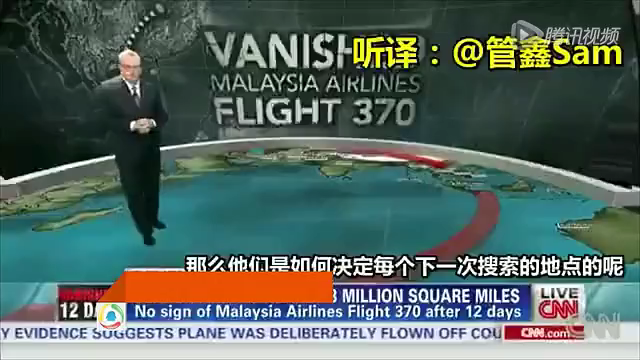 腾讯视频
听译：@管鑫Sam
VANISHED
MALAYSIA AIRLINES
FLIGHT 370
那么他们是如何决定每个下一次搜索的地点的呢
MILLION SQUARE MILES
12 DA
No sign of Malaysia Airlines Flight 370 after 12 days
LIVE
CNN
Y EVIDENCE SUGGESTS PLANE WAS DELIBERATELY FLOWN OFF COU
CNN.com
CNN